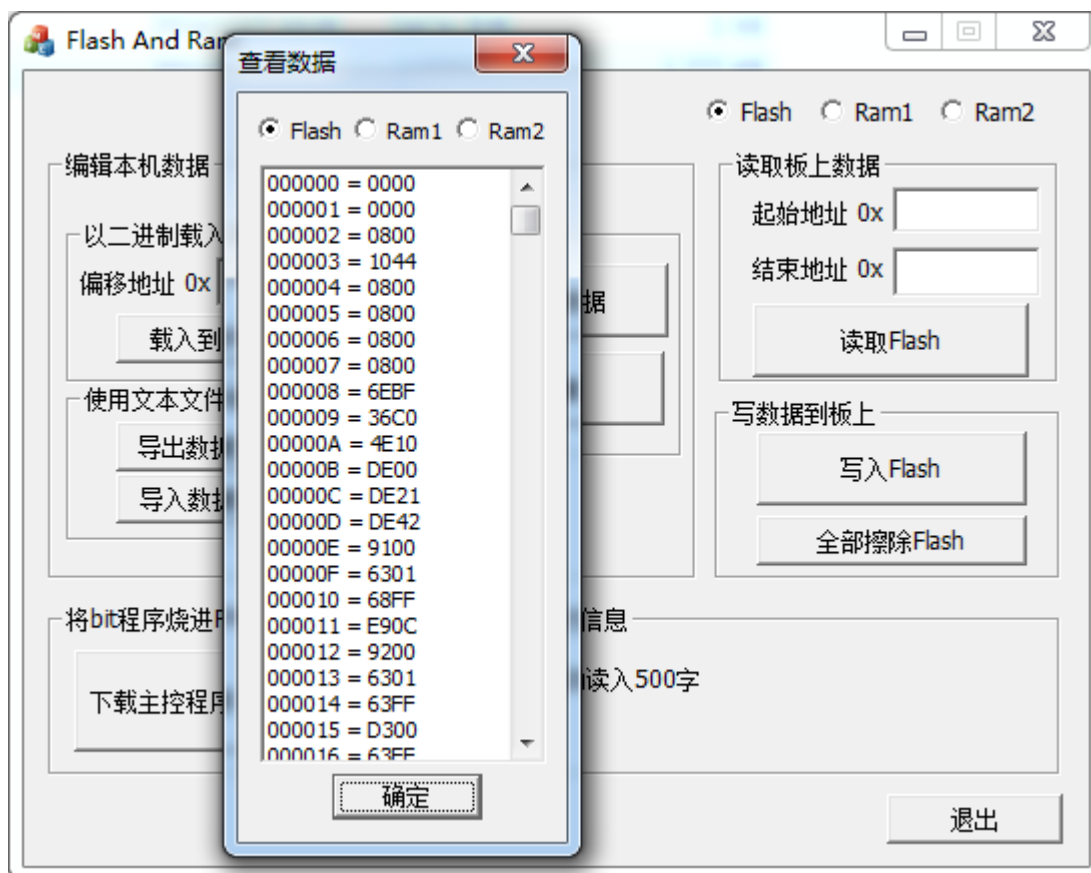 Flash And Ram
查看数据
Flash Ram1 Ram2
000000 = 0000
000001 = 0000
000002 = 0800
000003 = 1044
000004 = 0800
000005 = 0800
000006 = 0800
000007 = 0800
000008 = 6EBF
000009 = 36C0
00000A = 4E10
00000B = DE00
00000C = DE21
00000D = DE42
00000E = 9100
00000F = 6301
000010 = 68FF
000011 = E90C
000012 = 9200
000013 = 6301
000014 = 63FF
000015 = D300
000016 = 63FF
确定
编辑本机数据
以二进制载入
偏移地址 0x
载入到
使用文本文件
导出数据
导入数据
据
Flash Ram1 Ram2
读取板上数据
起始地址 0x
结束地址 0x
读取Flash
写数据到板上
写入Flash
全部擦除Flash
将bit程序烧进F
下载主控程序
信息
读入500字
退出